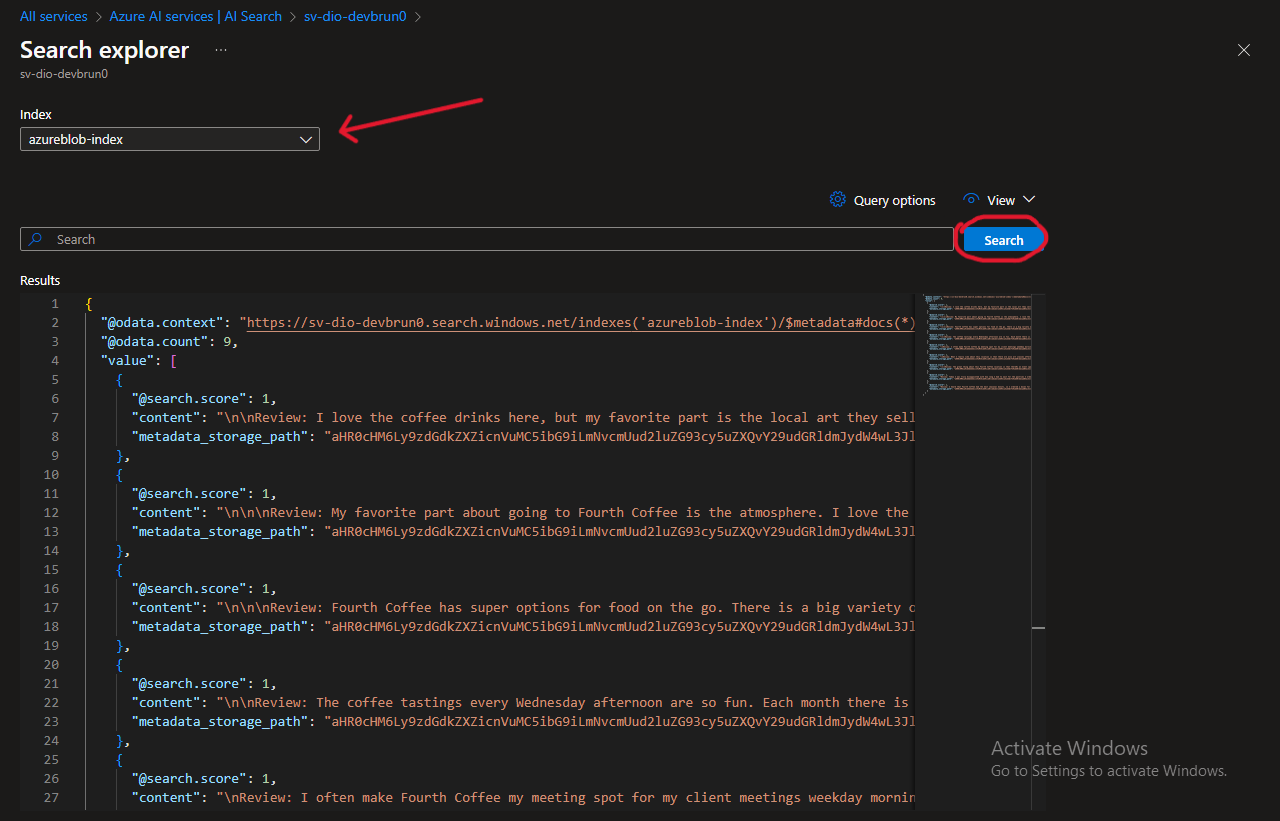 All services > Azure AI services | AI Search > sv-dio-devbrun0 >
Search explorer ...
sv-dio-devbrun0
Index
azureblob-index
Query options View
Search Search
Results
1 {
2 "@odata.context": "https://sv-dio-devbrun0.search.windows.net/indexes('azureblob-index')/$metadata#docs(*)
3 "@odata.count": 9,
4 "value": [
5 {
6 "@search.score": 1,
7 "content": "\n\nReview: I love the coffee drinks here, but my favorite part is the local art they sell
8 "metadata_storage_path": "aHR0cHM6Ly9zdGdkZXZicnVuMC5ibG9iLmNvcmUud2luZG93cy5uZXQvY29udGRldmJydW4wL3Jl
9 },
10 {
11 "@search.score": 1,
12 "content": "\n\n\nReview: My favorite part about going to Fourth Coffee is the atmosphere. I love the
13 "metadata_storage_path": "aHR0cHM6Ly9zdGdkZXZicnVuMC5ibG9iLmNvcmUud2luZG93cy5uZXQvY29udGRldmJydW4wL3Jl
14 },
15 {
16 "@search.score": 1,
17 "content": "\n\n\nReview: Fourth Coffee has super options for food on the go. There is a big variety
18 "metadata_storage_path": "aHR0cHM6Ly9zdGdkZXZicnVuMC5ibG9iLmNvcmUud2luZG93cy5uZXQvY29udGRldmJydW4wL3Jl
19 },
20 {
21 "@search.score": 1,
22 "content": "\n\nReview: The coffee tastings every Wednesday afternoon are so fun. Each month there is
23 "metadata_storage_path": "aHR0cHM6Ly9zdGdkZXZicnVuMC5ibG9iLmNvcmUud2luZG93cy5uZXQvY29udGRldmJydW4wL3Jl
24 },
25 {
26 "@search.score": 1,
27 "content": "\nReview: I often make Fourth Coffee my meeting spot for my client meetings weekday mornin
Activate Windows
Go to Settings to activate Windows.